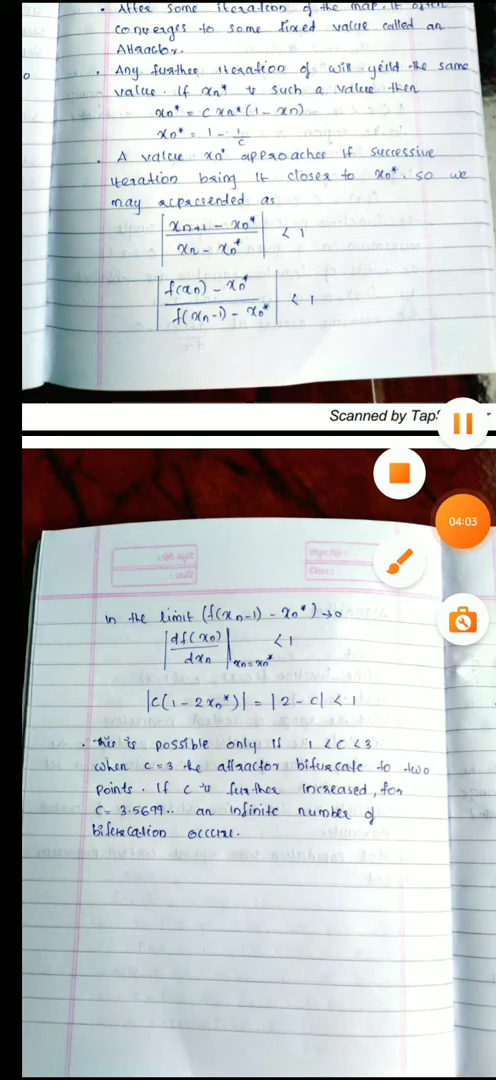 • After some iteration of the map, it often
converges to some fixed value called an
Attractor.
• Any further iteration of will yeild the same
value. If xn* is such a value then
xn* = c xn* (1 - xn)
xn* = 1 - 1/c
• A value xn* approaches if successive
iteration bring it closer to xn*. so we
may represented as
|xn+1 - xn* / xn - xn*| < 1
|f(xn) - xn* / f(xn-1) - xn*| < 1
Scanned by TapS
04:03
In the limit (f(xn-1) - xn*) → 0
|df(xn) / dxn| xn = xn* < 1
|c(1 - 2xn*)| = |2 - c| < 1
• This is possible only if 1 < c < 3
when c = 3 the attractor bifurcate to two
points. If c is further increased, for
c = 3.5699.. an infinite number of
bifurcation occure.